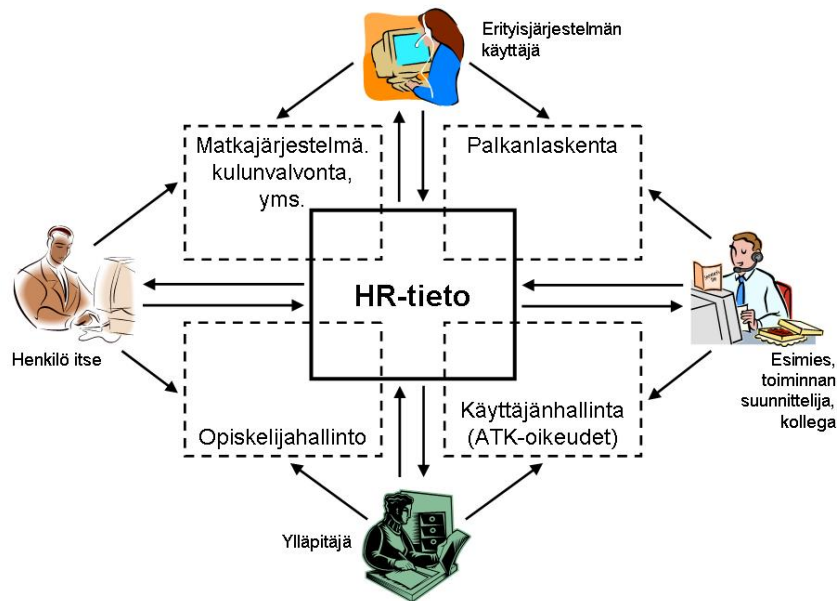 Erityisjärjestelmän
käyttäjä
Matkajärjestelmä.
kulunvalvonta,
yms.
Palkanlaskenta
HR-tieto
Henkilö itse
Esimies,
toiminnan
suunnittelija,
kollega
Opiskelijahallinto
Käyttäjänhallinta
(ATK-oikeudet)
Ylläpitäjä